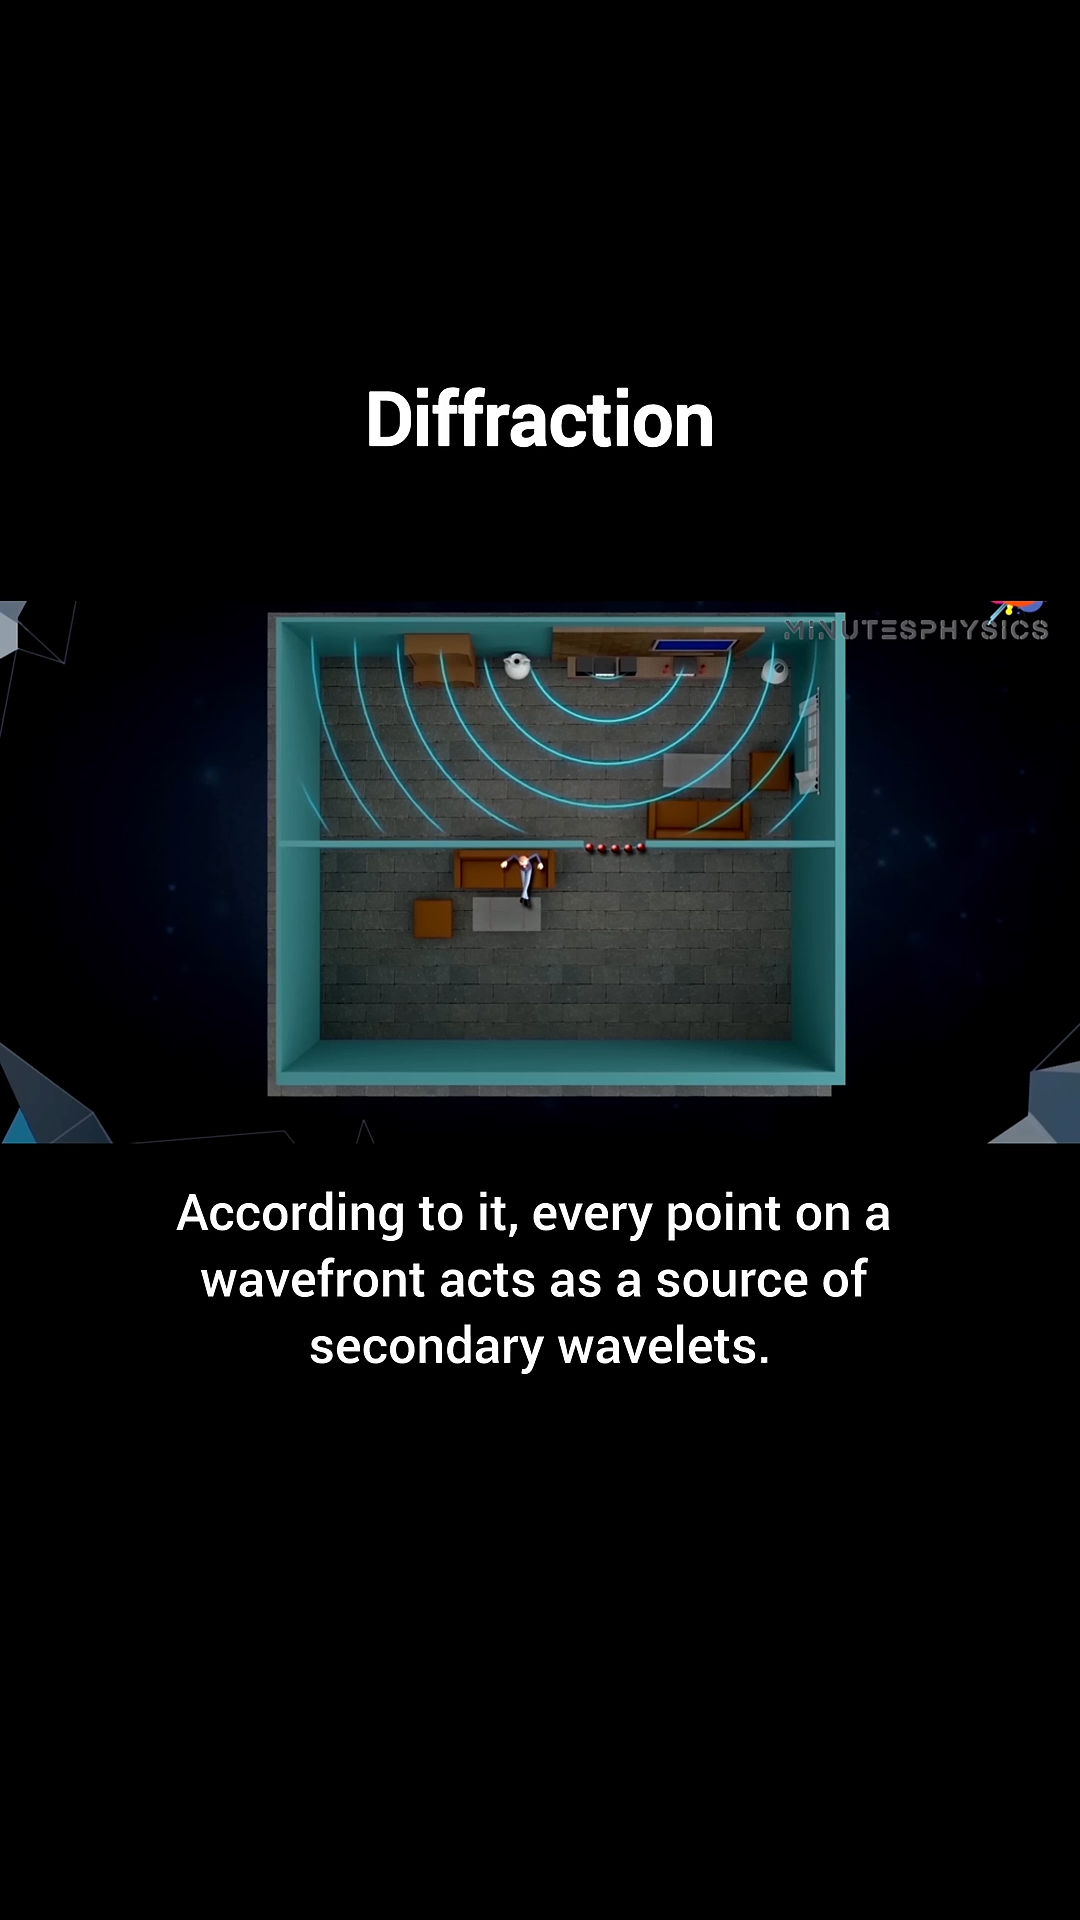 Diffraction
MINUTESPHYSICS
According to it, every point on a
wavefront acts as a source of
secondary wavelets.